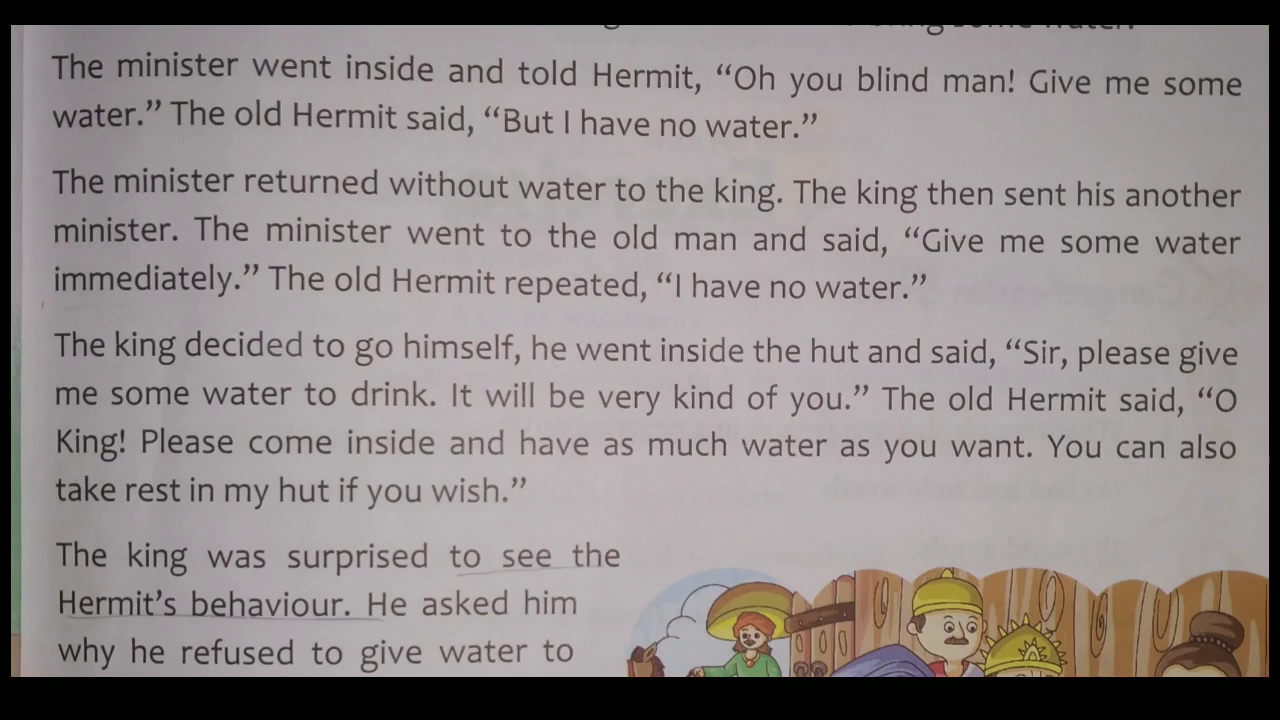 some water.
The minister went inside and told Hermit, “Oh you blind man! Give me some
water.” The old Hermit said, “But I have no water.”
The minister returned without water to the king. The king then sent his another
minister. The minister went to the old man and said, “Give me some water
immediately.” The old Hermit repeated, “I have no water.”
The king decided to go himself, he went inside the hut and said, “Sir, please give
me some water to drink. It will be very kind of you.” The old Hermit said, “O
King! Please come inside and have as much water as you want. You can also
take rest in my hut if you wish.”
The king was surprised to see the
Hermit’s behaviour. He asked him
why he refused to give water to